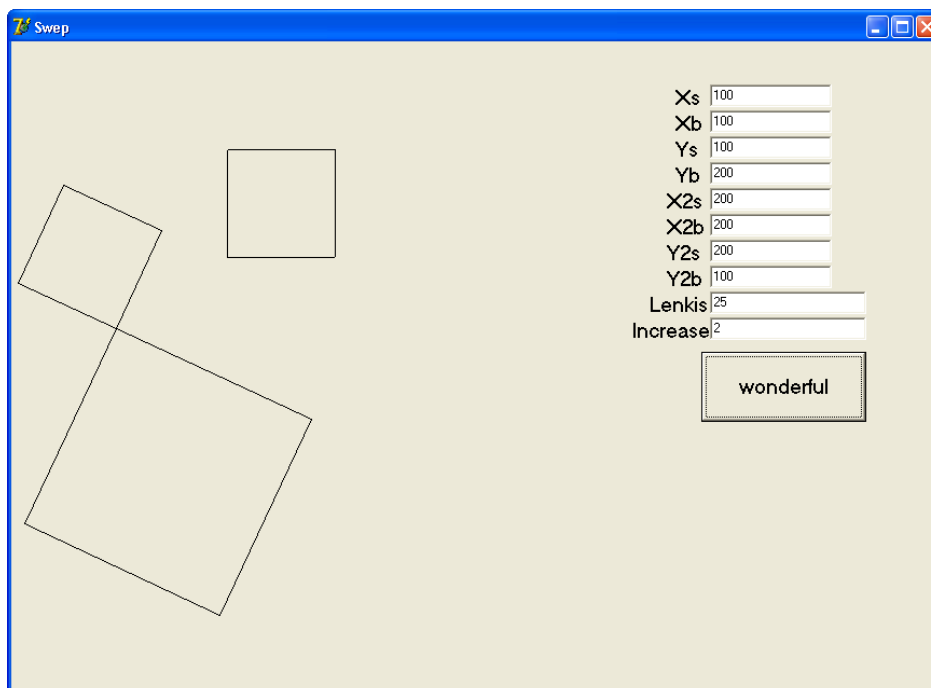 Swep
Xs 100
Xb 100
Ys 100
Yb 200
X2s 200
X2b 200
Y2s 200
Y2b 100
Lenkis 25
Increase 2
wonderful